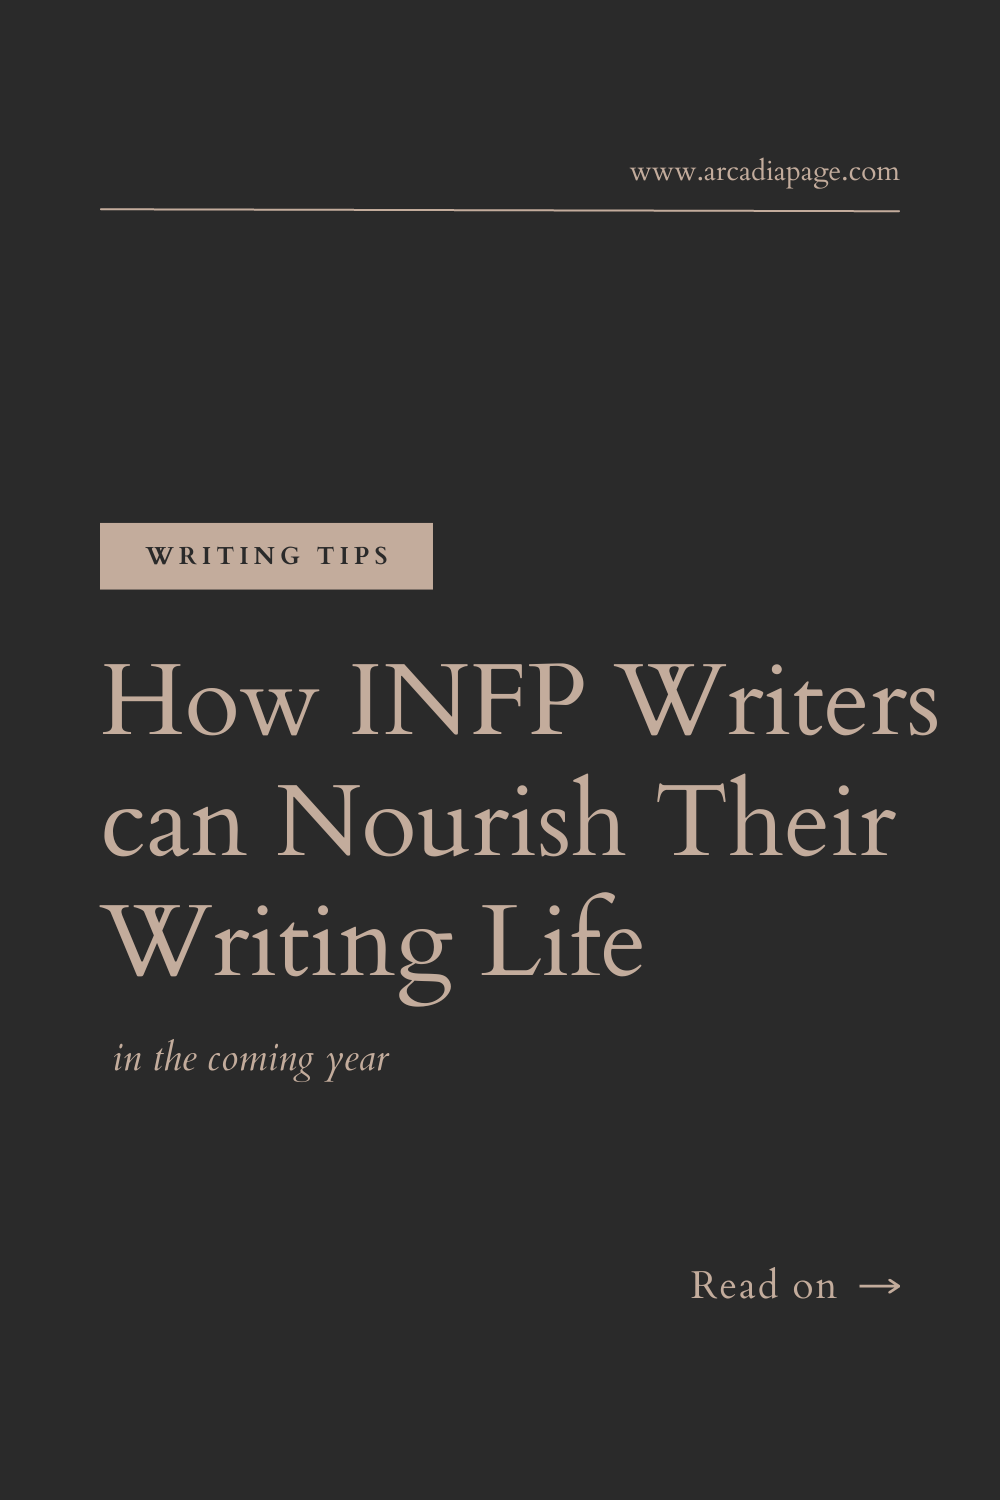 www.arcadiapage.com
WRITING TIPS
How INFP Writers
can Nourish Their
Writing Life
in the coming year
Read on →